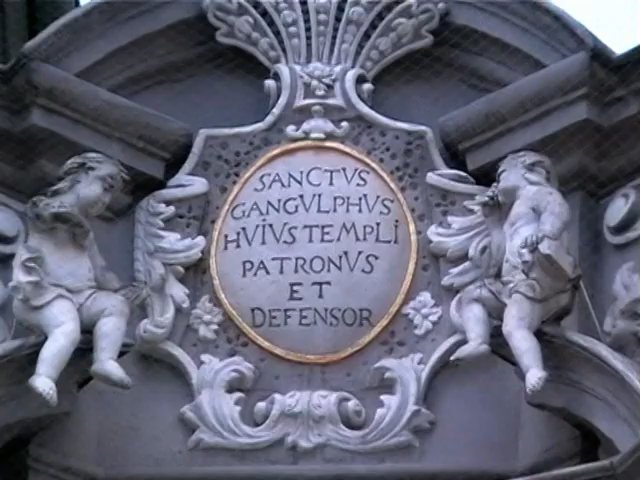 SANCTVS
GANGVLPHVS
HVIVS TEMPLi
PATRONVS
ET
DEFENSOR